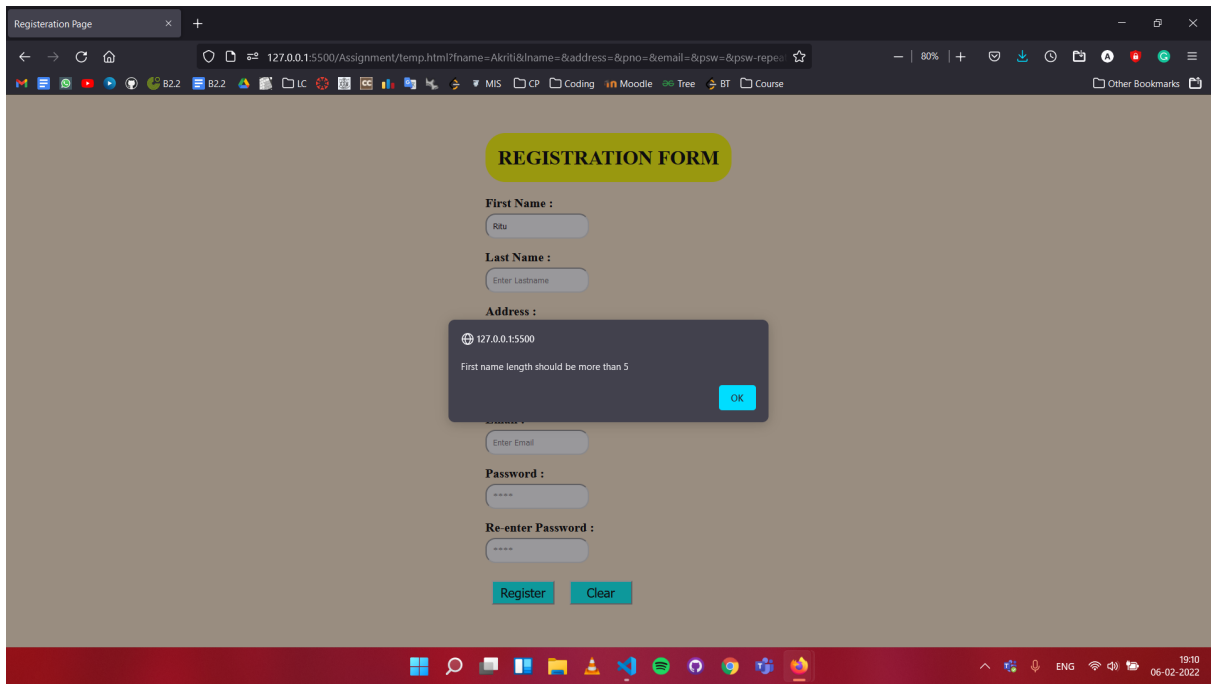 Registeration Page
127.0.0.1:5500/Assignment/temp.html?fname=Akriti&lname=&address=&pno=&email=&psw=&psw-repea
80%
B2.2
B2.2
LC
MIS
CP
Coding
Moodle
Tree
BT
Course
Other Bookmarks
REGISTRATION FORM
First Name :
Ritu
Last Name :
Enter Lastname
Address :
127.0.0.1:5500
First name length should be more than 5
OK
Enter Email
Password :
****
Re-enter Password :
****
Register Clear
ENG
19:10
06-02-2022